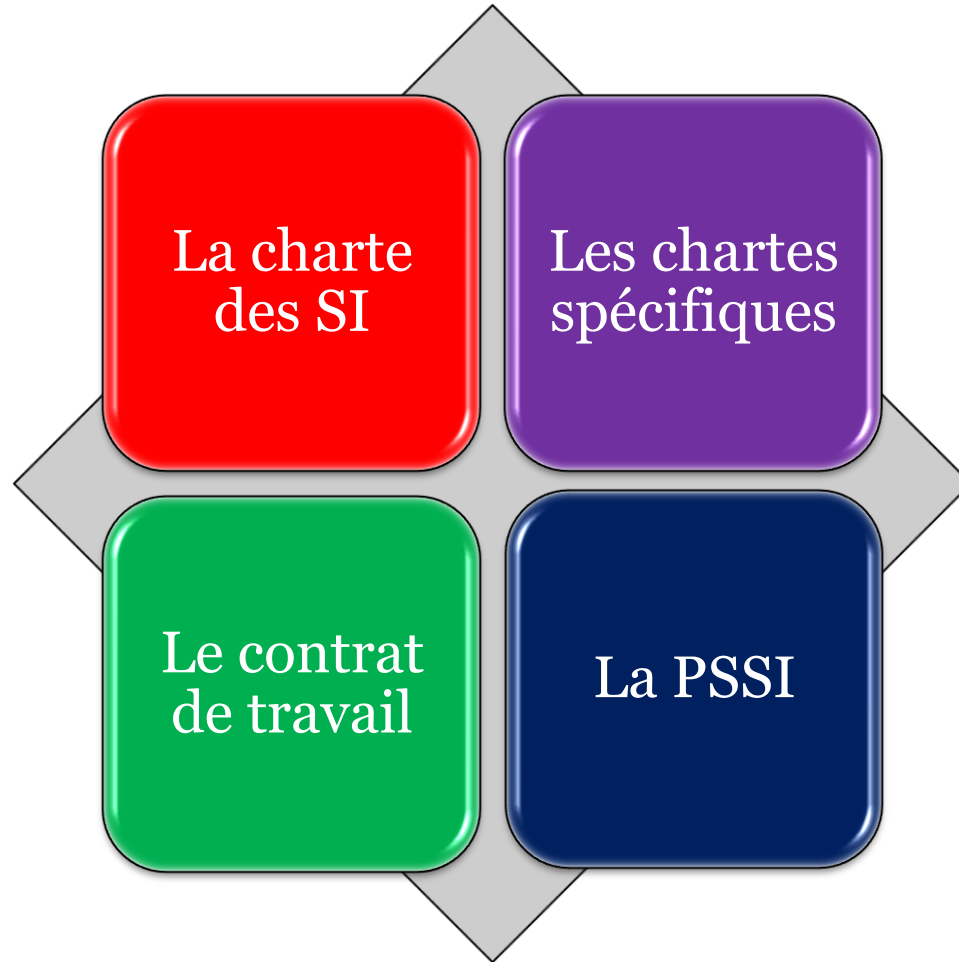 La charte
des SI
Les chartes
spécifiques
Le contrat
de travail
La PSSI